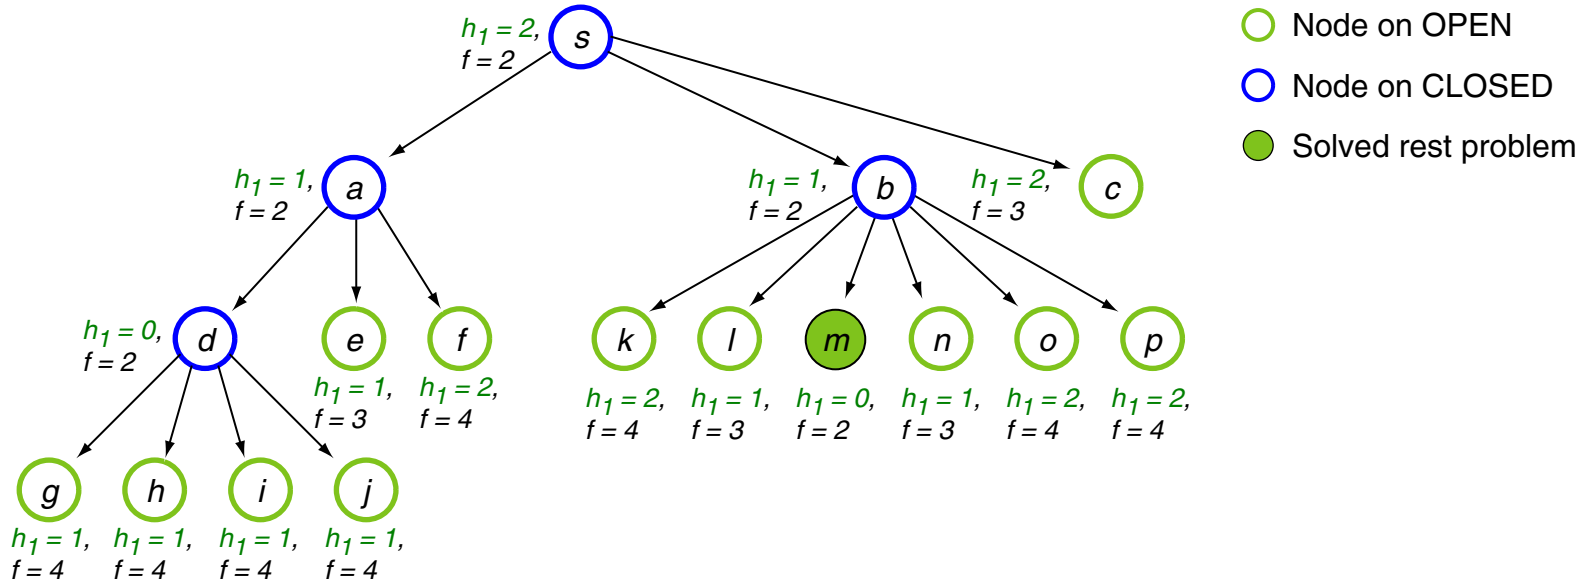 h1 = 2,
f = 2
s
Node on OPEN
Node on CLOSED
Solved rest problem
h1 = 1,
f = 2
a
h1 = 1,
f = 2
b
h1 = 2,
f = 3
c
h1 = 0,
f = 2
d
e
h1 = 1,
f = 3
f
h1 = 2,
f = 4
k
h1 = 2,
f = 4
l
h1 = 1,
f = 3
m
h1 = 0,
f = 2
n
h1 = 1,
f = 3
o
h1 = 2,
f = 4
p
h1 = 2,
f = 4
g
h1 = 1,
f = 4
h
h1 = 1,
f = 4
i
h1 = 1,
f = 4
j
h1 = 1,
f = 4